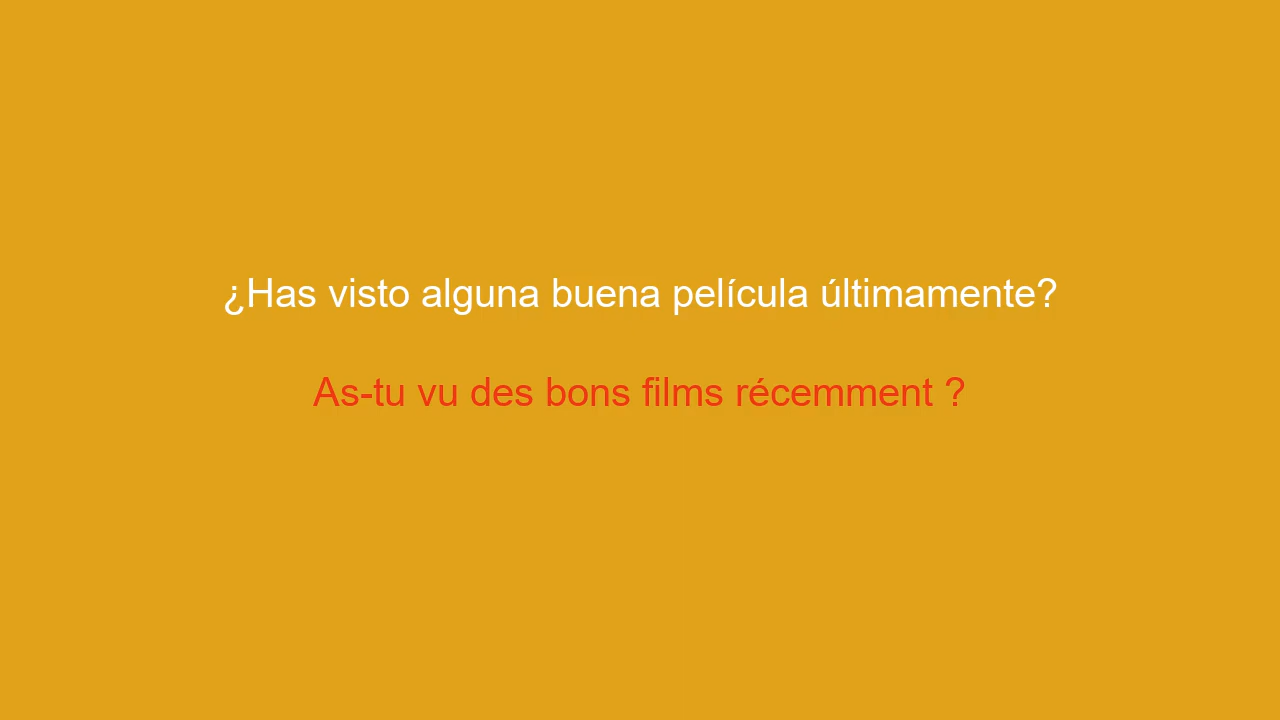 ¿Has visto alguna buena película últimamente?
As-tu vu des bons films récemment ?